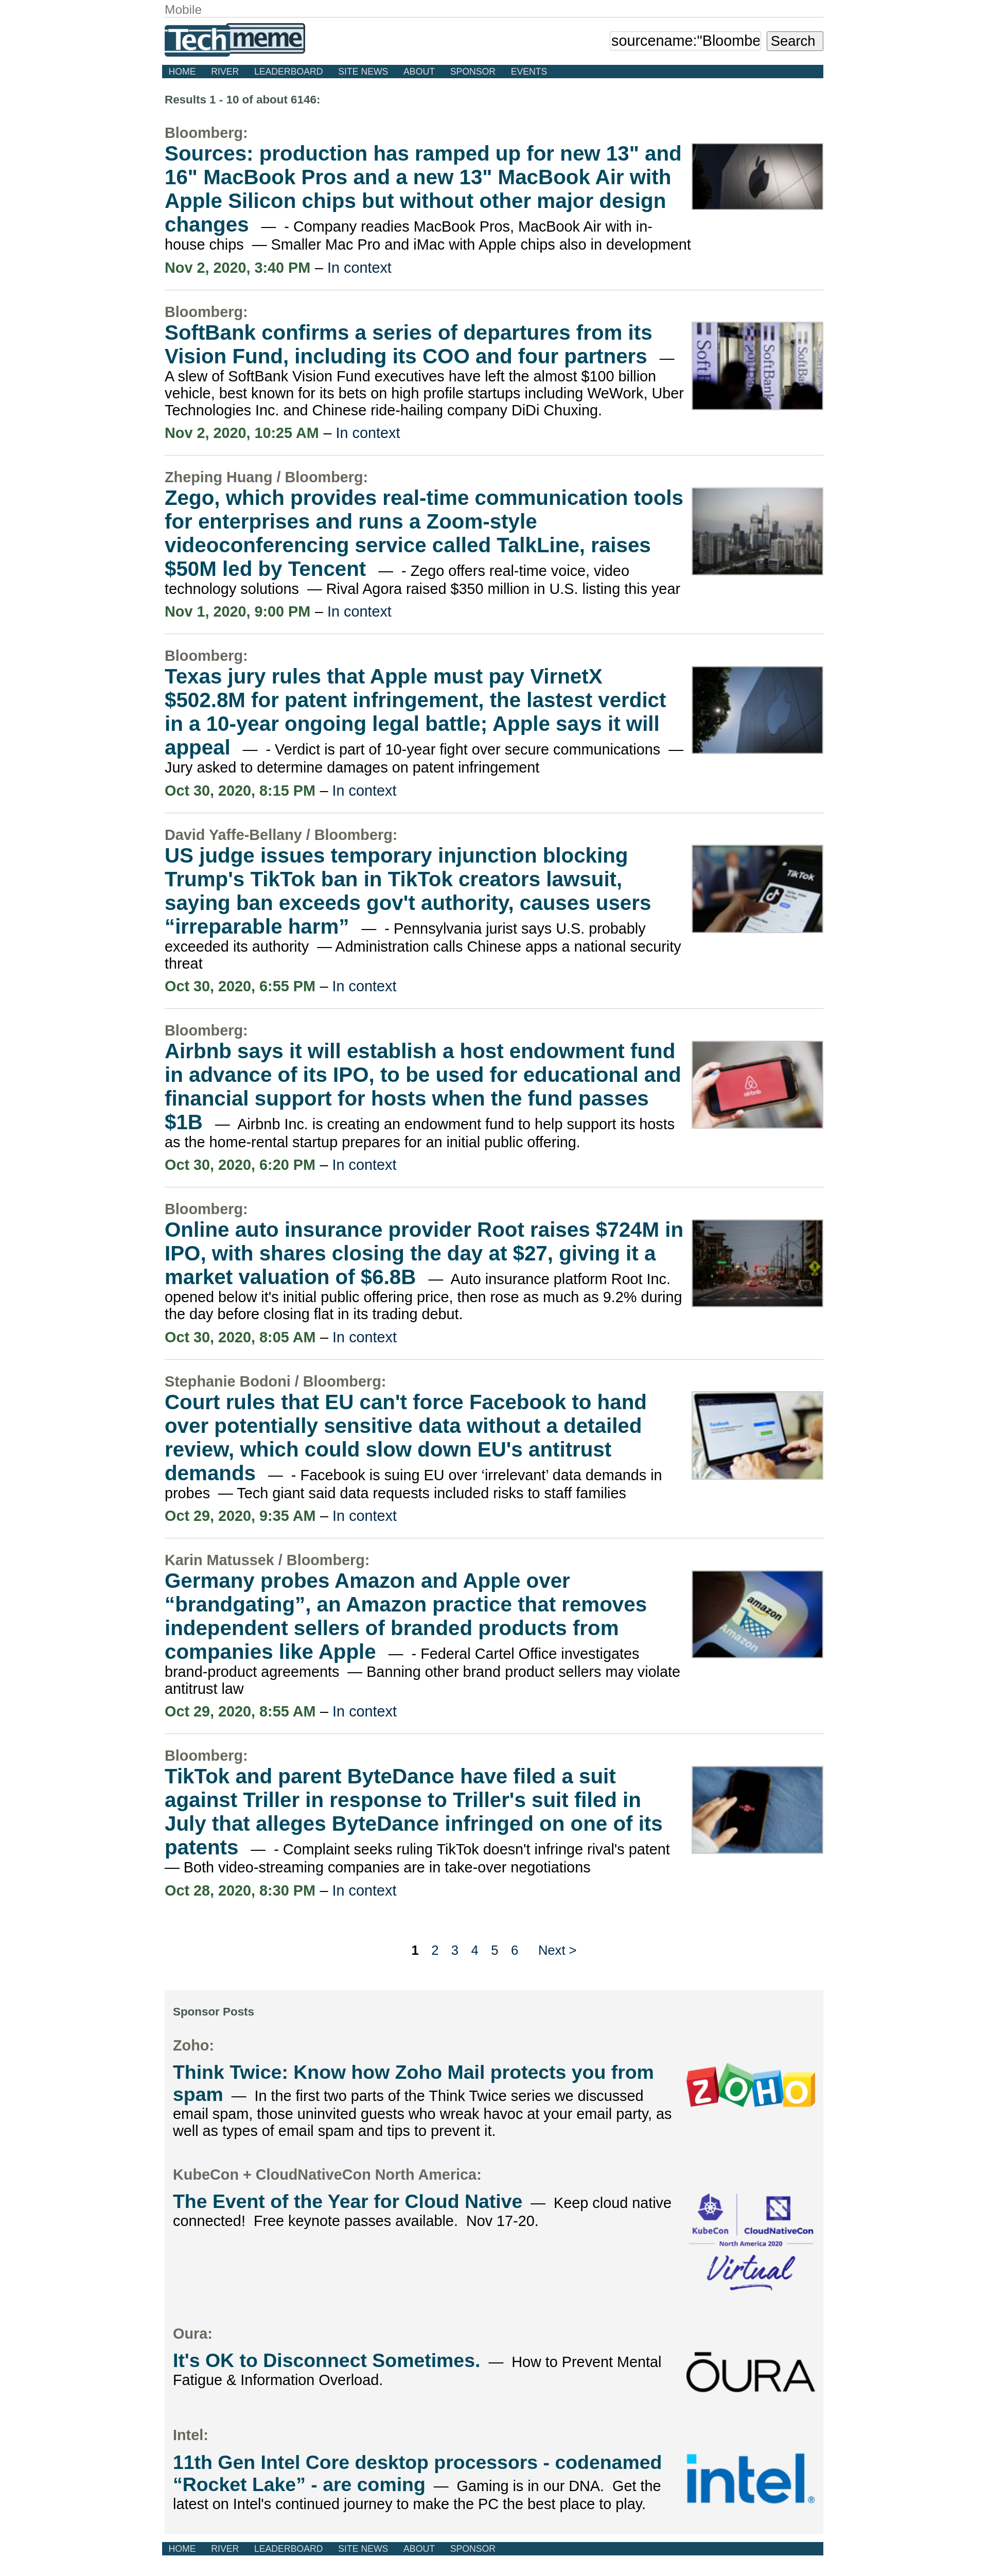 Mobile
Techmeme
sourcename:"Bloombe
Search
HOME RIVER LEADERBOARD SITE NEWS ABOUT SPONSOR EVENTS
Results 1 - 10 of about 6146:
Bloomberg:
Sources: production has ramped up for new 13" and
16" MacBook Pros and a new 13" MacBook Air with
Apple Silicon chips but without other major design
changes — - Company readies MacBook Pros, MacBook Air with in-
house chips — Smaller Mac Pro and iMac with Apple chips also in development
Nov 2, 2020, 3:40 PM – In context
Bloomberg:
SoftBank confirms a series of departures from its
Vision Fund, including its COO and four partners —
A slew of SoftBank Vision Fund executives have left the almost $100 billion
vehicle, best known for its bets on high profile startups including WeWork, Uber
Technologies Inc. and Chinese ride-hailing company DiDi Chuxing.
SoftBank
SoftBank
Nov 2, 2020, 10:25 AM – In context
Zheping Huang / Bloomberg:
Zego, which provides real-time communication tools
for enterprises and runs a Zoom-style
videoconferencing service called TalkLine, raises
$50M led by Tencent — - Zego offers real-time voice, video
technology solutions — Rival Agora raised $350 million in U.S. listing this year
Nov 1, 2020, 9:00 PM – In context
Bloomberg:
Texas jury rules that Apple must pay VirnetX
$502.8M for patent infringement, the lastest verdict
in a 10-year ongoing legal battle; Apple says it will
appeal — - Verdict is part of 10-year fight over secure communications —
Jury asked to determine damages on patent infringement
Oct 30, 2020, 8:15 PM – In context
David Yaffe-Bellany / Bloomberg:
US judge issues temporary injunction blocking
Trump's TikTok ban in TikTok creators lawsuit,
saying ban exceeds gov't authority, causes users
“irreparable harm” — - Pennsylvania jurist says U.S. probably
exceeded its authority — Administration calls Chinese apps a national security
threat
TikTok
Oct 30, 2020, 6:55 PM – In context
Bloomberg:
Airbnb says it will establish a host endowment fund
in advance of its IPO, to be used for educational and
financial support for hosts when the fund passes
$1B — Airbnb Inc. is creating an endowment fund to help support its hosts
as the home-rental startup prepares for an initial public offering.
airbnb
Oct 30, 2020, 6:20 PM – In context
Bloomberg:
Online auto insurance provider Root raises $724M in
IPO, with shares closing the day at $27, giving it a
market valuation of $6.8B — Auto insurance platform Root Inc.
opened below it's initial public offering price, then rose as much as 9.2% during
the day before closing flat in its trading debut.
Oct 30, 2020, 8:05 AM – In context
Stephanie Bodoni / Bloomberg:
Court rules that EU can't force Facebook to hand
over potentially sensitive data without a detailed
review, which could slow down EU's antitrust
demands — - Facebook is suing EU over ‘irrelevant’ data demands in
probes — Tech giant said data requests included risks to staff families
facebook
Oct 29, 2020, 9:35 AM – In context
Karin Matussek / Bloomberg:
Germany probes Amazon and Apple over
“brandgating”, an Amazon practice that removes
independent sellers of branded products from
companies like Apple — - Federal Cartel Office investigates
brand-product agreements — Banning other brand product sellers may violate
antitrust law
amazon
Amazon
Oct 29, 2020, 8:55 AM – In context
Bloomberg:
TikTok and parent ByteDance have filed a suit
against Triller in response to Triller's suit filed in
July that alleges ByteDance infringed on one of its
patents — - Complaint seeks ruling TikTok doesn't infringe rival's patent
— Both video-streaming companies are in take-over negotiations
Oct 28, 2020, 8:30 PM – In context
1 2 3 4 5 6 Next >
Sponsor Posts
Zoho:
Think Twice: Know how Zoho Mail protects you from
spam — In the first two parts of the Think Twice series we discussed
email spam, those uninvited guests who wreak havoc at your email party, as
well as types of email spam and tips to prevent it.
ZOHO
KubeCon + CloudNativeCon North America:
The Event of the Year for Cloud Native — Keep cloud native
connected! Free keynote passes available. Nov 17-20.
KubeCon CloudNativeCon
North America 2020
Virtual
Oura:
It's OK to Disconnect Sometimes. — How to Prevent Mental
Fatigue & Information Overload.
ŌURA
Intel:
11th Gen Intel Core desktop processors - codenamed
“Rocket Lake” - are coming — Gaming is in our DNA. Get the
latest on Intel's continued journey to make the PC the best place to play.
intel®
HOME RIVER LEADERBOARD SITE NEWS ABOUT SPONSOR